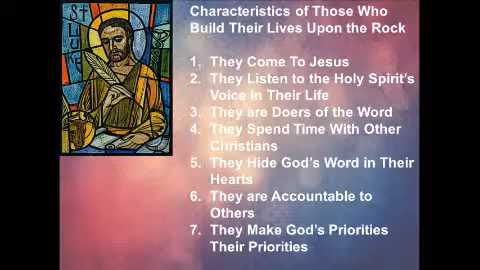 ST
LUKE
Characteristics of Those Who
Build Their Lives Upon the Rock
1. They Come To Jesus
2. They Listen to the Holy Spirit's
Voice In Their Life
3. They are Doers of the Word
4. They Spend Time With Other
Christians
5. They Hide God's Word in Their
Hearts
6. They are Accountable to
Others
7. They Make God's Priorities
Their Priorities